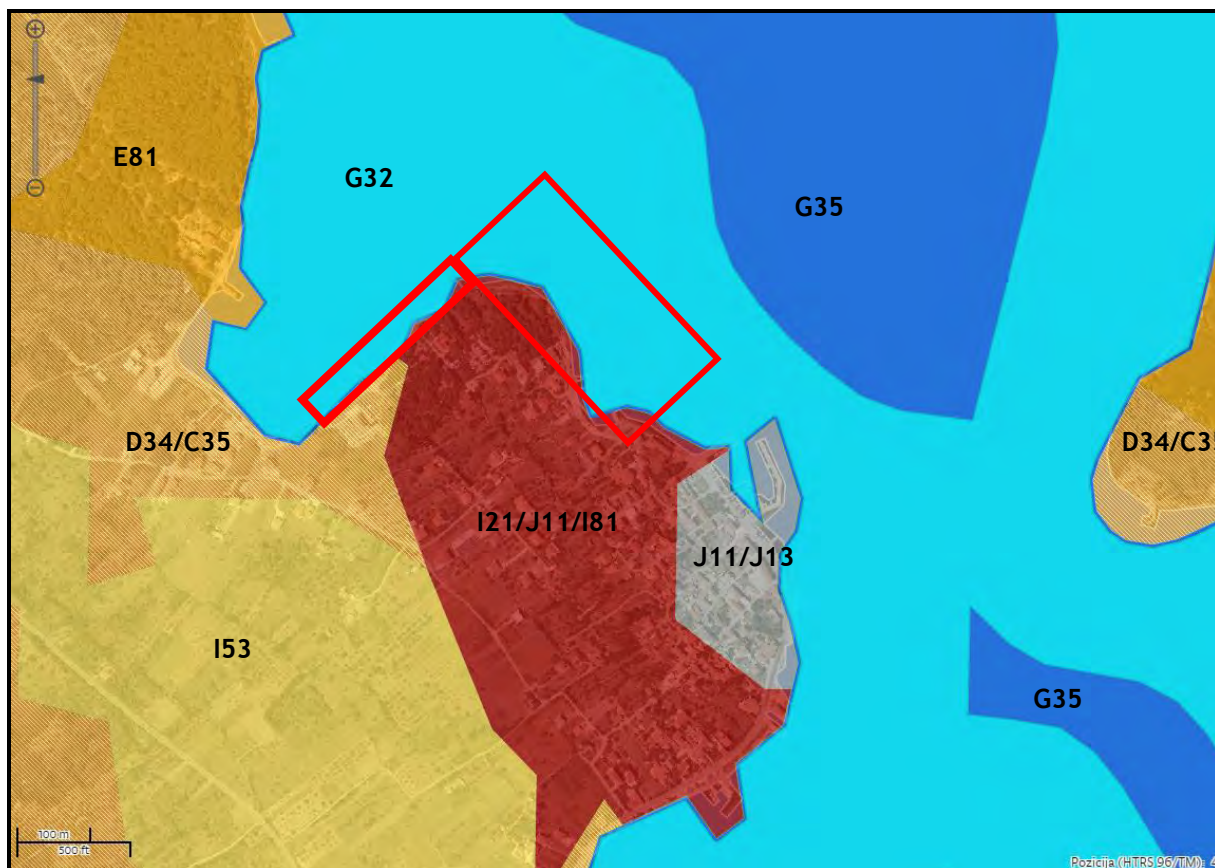 E81
G32
G35
D34/C35
D34/C3
I21/J11/I81
J11/J13
I53
G35
100 m
500 ft
Pozicija (HTRS 96/TM):